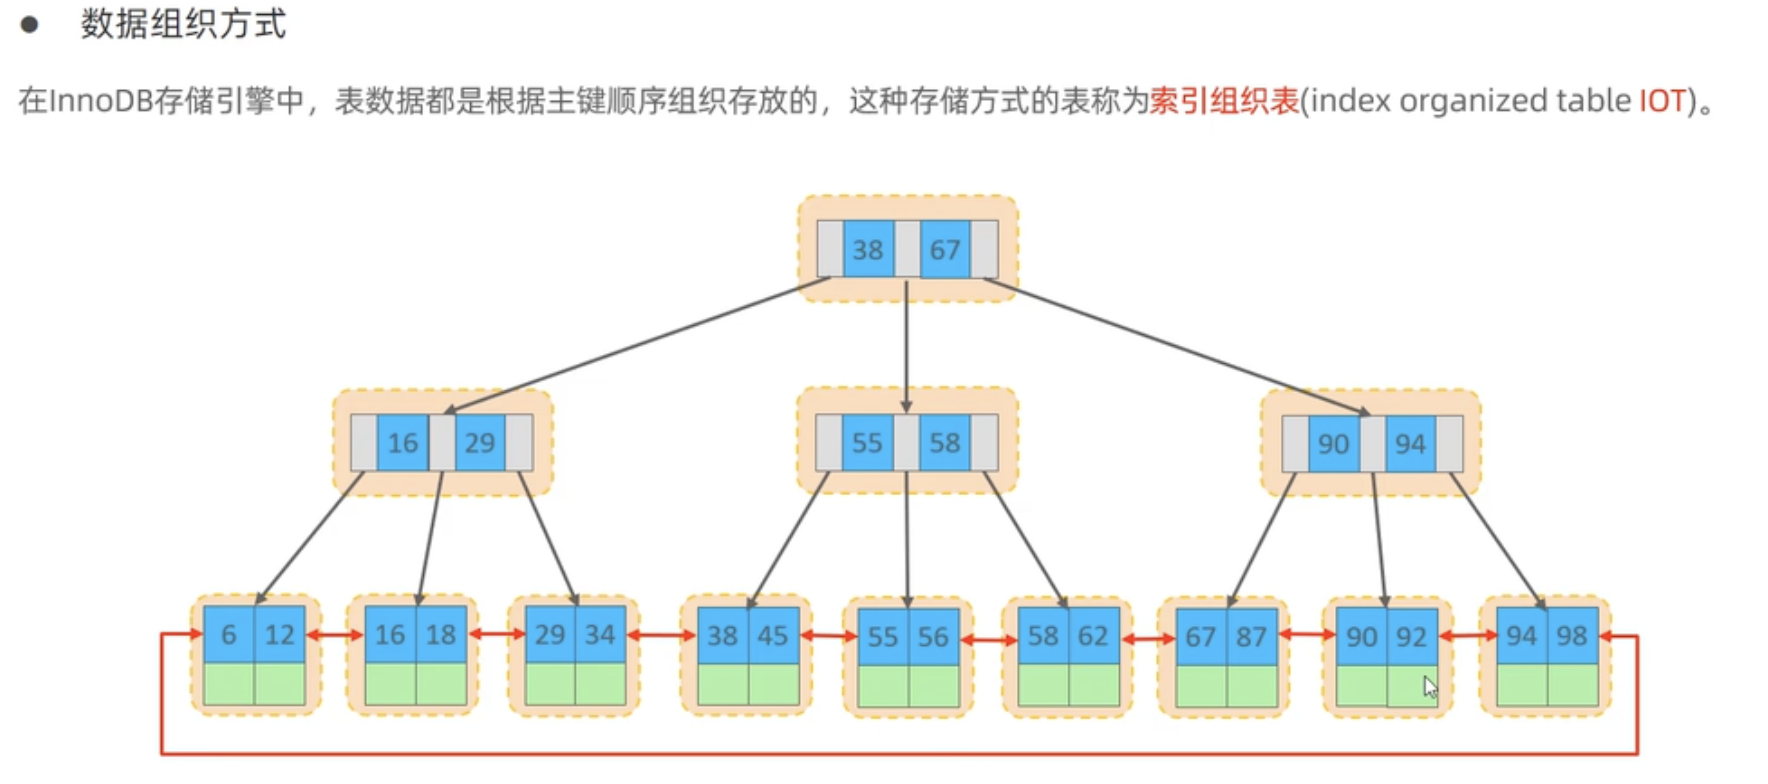 ● 数据组织方式
在InnoDB存储引擎中，表数据都是根据主键顺序组织存放的，这种存储方式的表称为索引组织表(index organized table IOT)。
38 67
16 29 55 58 90 94
6 12 16 18 29 34 38 45 55 56 58 62 67 87 90 92 94 98